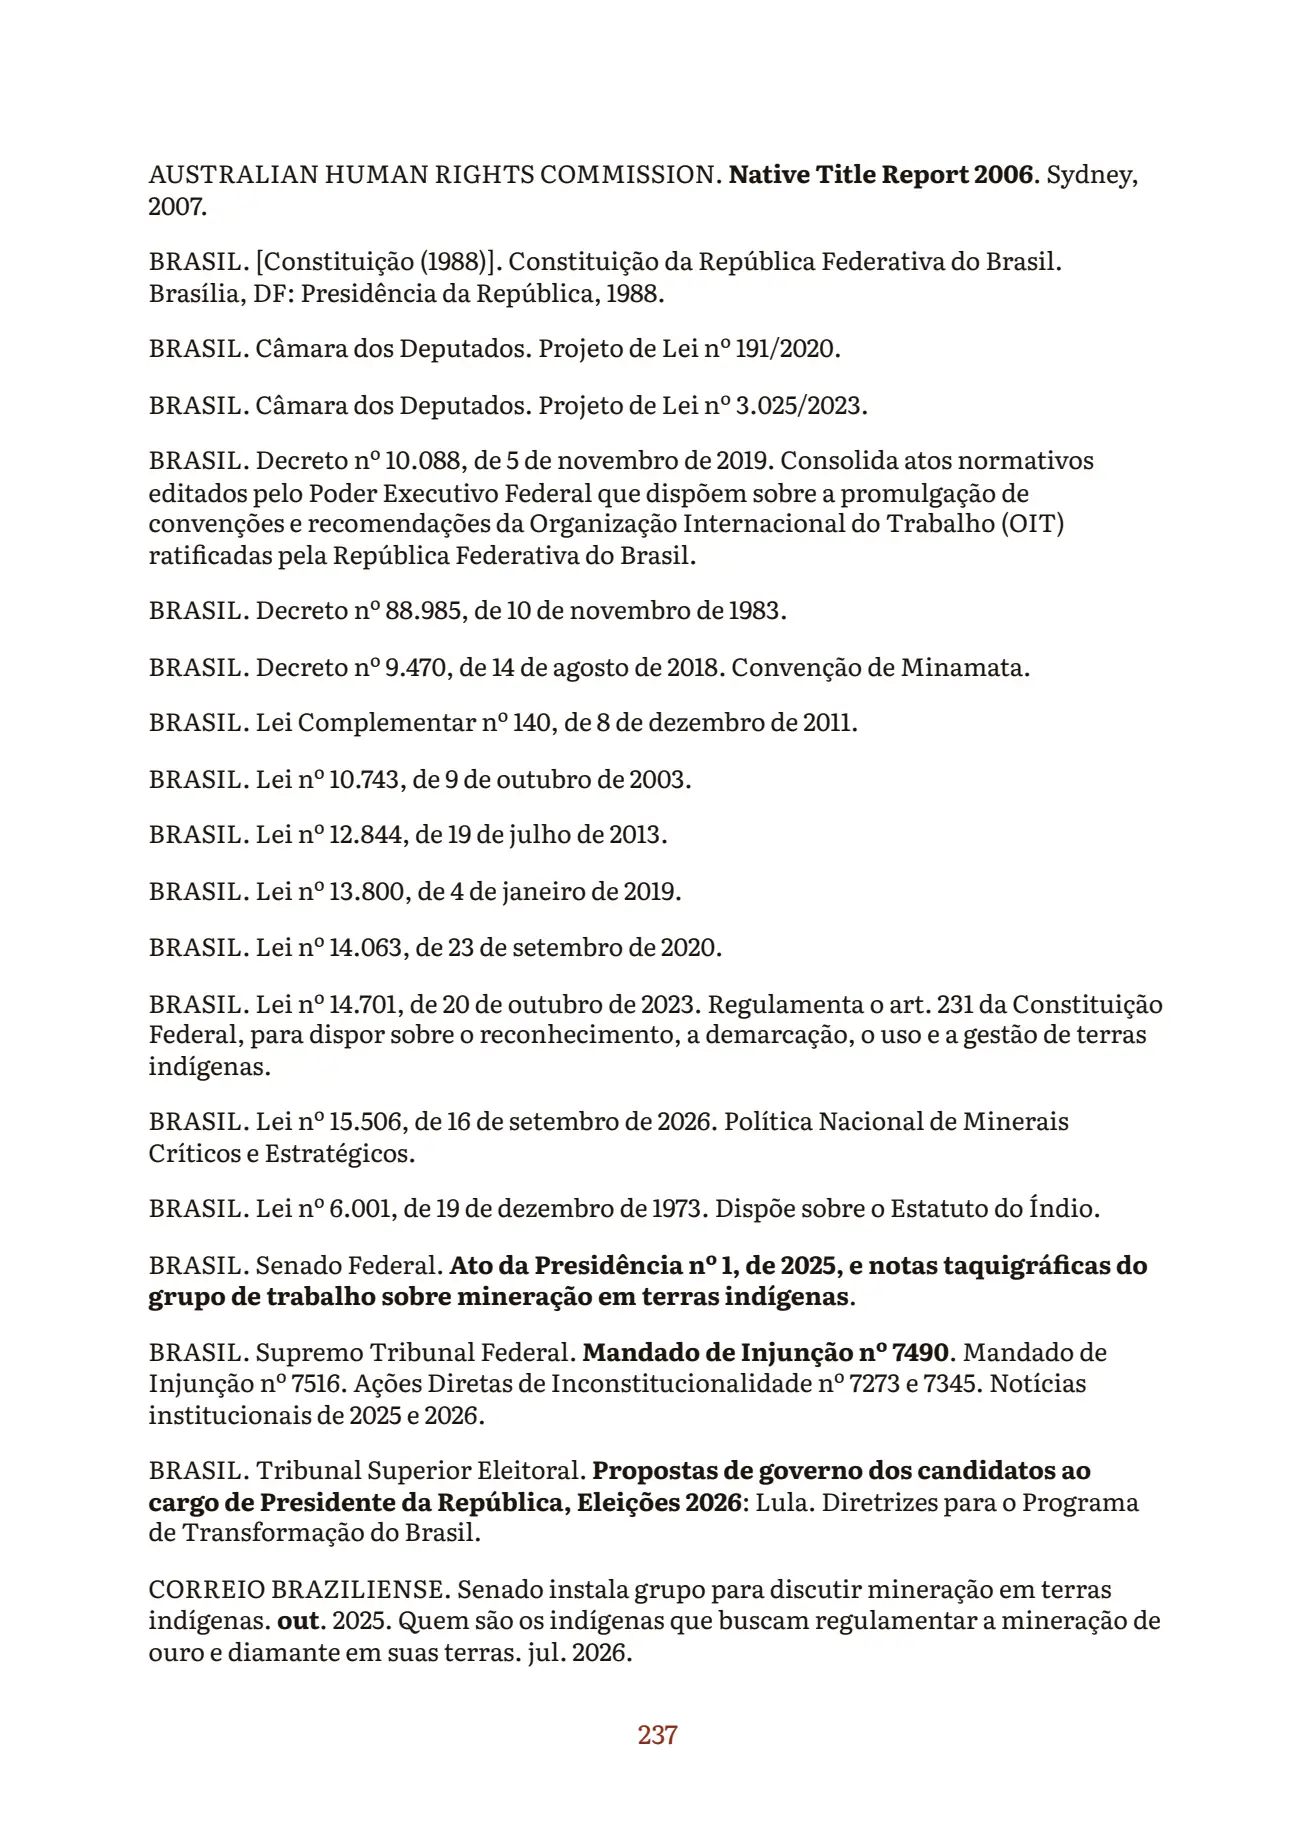 AUSTRALIAN HUMAN RIGHTS COMMISSION. Native Title Report 2006. Sydney,
2007.
BRASIL. [Constituição (1988)]. Constituição da República Federativa do Brasil.
Brasília, DF: Presidência da República, 1988.
BRASIL. Câmara dos Deputados. Projeto de Lei nº 191/2020.
BRASIL. Câmara dos Deputados. Projeto de Lei nº 3.025/2023.
BRASIL. Decreto nº 10.088, de 5 de novembro de 2019. Consolida atos normativos
editados pelo Poder Executivo Federal que dispõem sobre a promulgação de
convenções e recomendações da Organização Internacional do Trabalho (OIT)
ratificadas pela República Federativa do Brasil.
BRASIL. Decreto nº 88.985, de 10 de novembro de 1983.
BRASIL. Decreto nº 9.470, de 14 de agosto de 2018. Convenção de Minamata.
BRASIL. Lei Complementar nº 140, de 8 de dezembro de 2011.
BRASIL. Lei nº 10.743, de 9 de outubro de 2003.
BRASIL. Lei nº 12.844, de 19 de julho de 2013.
BRASIL. Lei nº 13.800, de 4 de janeiro de 2019.
BRASIL. Lei nº 14.063, de 23 de setembro de 2020.
BRASIL. Lei nº 14.701, de 20 de outubro de 2023. Regulamenta o art. 231 da Constituição
Federal, para dispor sobre o reconhecimento, a demarcação, o uso e a gestão de terras
indígenas.
BRASIL. Lei nº 15.506, de 16 de setembro de 2026. Política Nacional de Minerais
Críticos e Estratégicos.
BRASIL. Lei nº 6.001, de 19 de dezembro de 1973. Dispõe sobre o Estatuto do Índio.
BRASIL. Senado Federal. Ato da Presidência nº 1, de 2025, e notas taquigráficas do
grupo de trabalho sobre mineração em terras indígenas.
BRASIL. Supremo Tribunal Federal. Mandado de Injunção nº 7490. Mandado de
Injunção nº 7516. Ações Diretas de Inconstitucionalidade nº 7273 e 7345. Notícias
institucionais de 2025 e 2026.
BRASIL. Tribunal Superior Eleitoral. Propostas de governo dos candidatos ao
cargo de Presidente da República, Eleições 2026: Lula. Diretrizes para o Programa
de Transformação do Brasil.
CORREIO BRAZILIENSE. Senado instala grupo para discutir mineração em terras
indígenas. out. 2025. Quem são os indígenas que buscam regulamentar a mineração de
ouro e diamante em suas terras. jul. 2026.
237